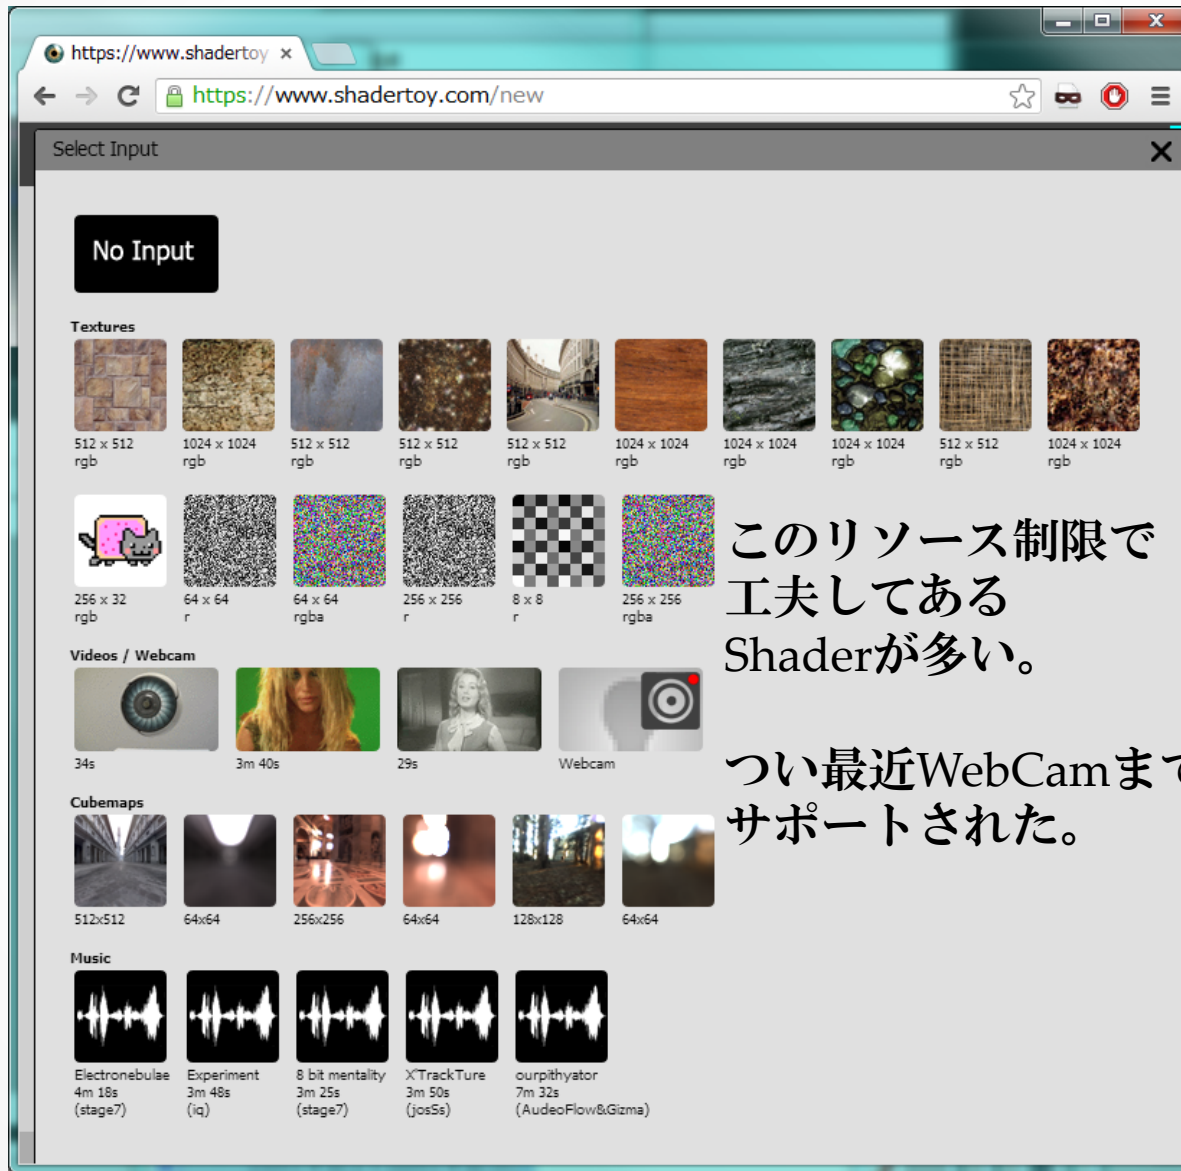 https://www.shadertoy
https://www.shadertoy.com/new
Select Input
No Input
Textures
512 x 512 1024 x 1024 512 x 512 512 x 512 512 x 512 1024 x 1024 1024 x 1024 1024 x 1024 512 x 512 1024 x 1024
rgb rgb rgb rgb rgb rgb rgb rgb rgb rgb
256 x 32 64 x 64 64 x 64 256 x 256 8 x 8 256 x 256
rgb r rgba r r rgba
このリソース制限で
工夫してある
Shaderが多い。
Videos / Webcam
34s 3m 40s 29s Webcam
つい最近WebCamまで
サポートされた。
Cubemaps
512x512 64x64 256x256 64x64 128x128 64x64
Music
Electronebulae Experiment 8 bit mentality X'TrackTure ourpithyator
4m 18s 3m 48s 3m 25s 3m 50s 7m 32s
(stage7) (iq) (stage7) (josSs) (AudeoFlow&Gizma)